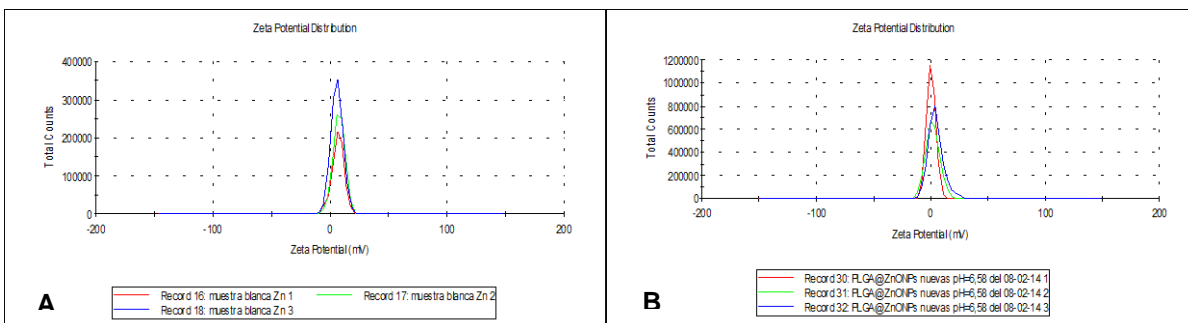 Zeta Potential Distribution
400000
300000
200000
100000
0
Total Counts
-200 -100 0 100 200
Zeta Potential (mV)
A
Record 16: muestra blanca Zn 1 Record 17: muestra blanca Zn 2
Record 18: muestra blanca Zn 3
Zeta Potential Distribution
1200000
1000000
800000
600000
400000
200000
0
Total Counts
-200 -100 0 100 200
Zeta Potential (mV)
B
Record 30: PLGA@ZnONPs nuevas pH=6,58 del 08-02-14 1
Record 31: PLGA@ZnONPs nuevas pH=6,58 del 08-02-14 2
Record 32: PLGA@ZnONPs nuevas pH=6,58 del 08-02-14 3